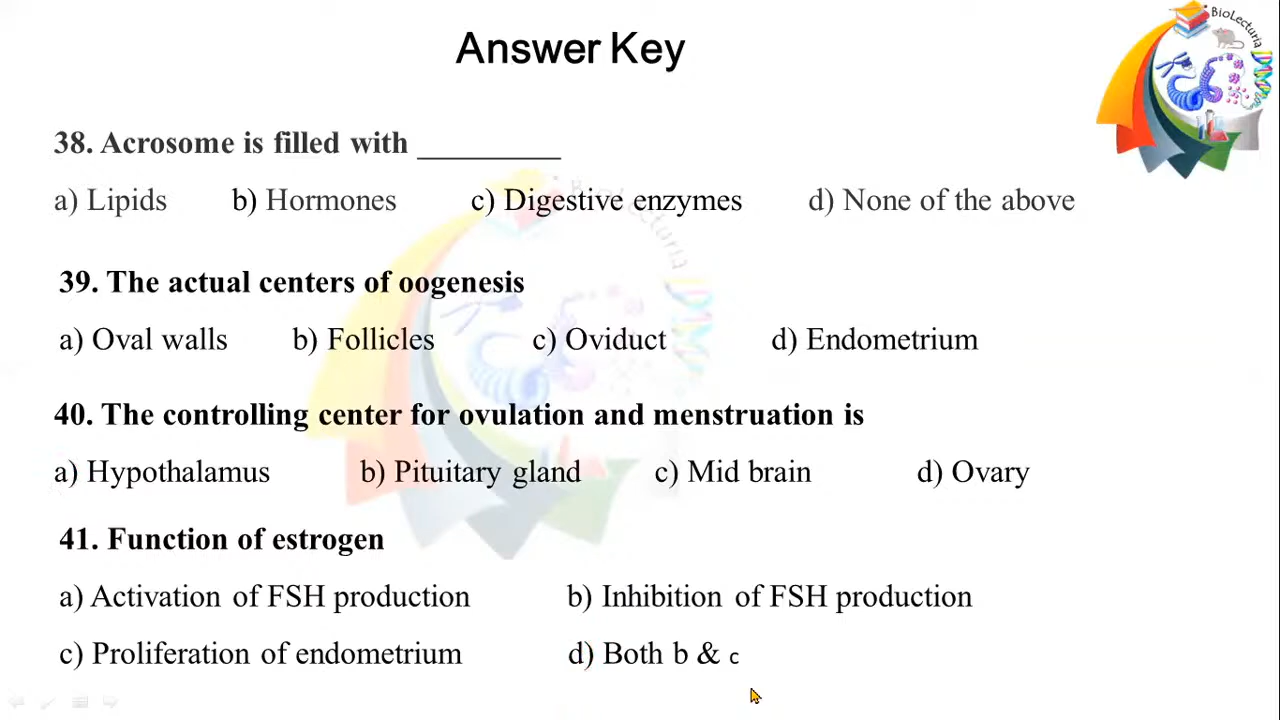 Answer Key
BioLecturia
38. Acrosome is filled with _________
a) Lipids b) Hormones c) Digestive enzymes d) None of the above
39. The actual centers of oogenesis
a) Oval walls b) Follicles c) Oviduct d) Endometrium
40. The controlling center for ovulation and menstruation is
a) Hypothalamus b) Pituitary gland c) Mid brain d) Ovary
41. Function of estrogen
a) Activation of FSH production b) Inhibition of FSH production
c) Proliferation of endometrium d) Both b & c